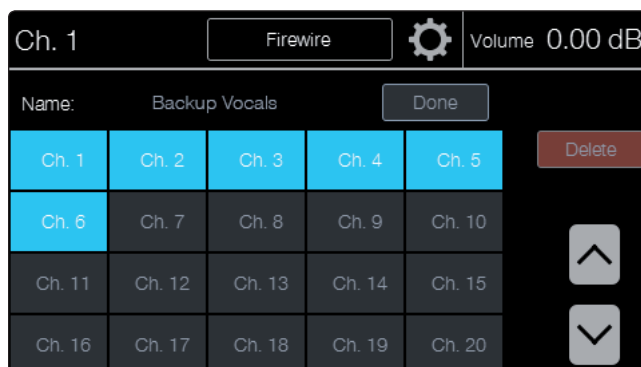 Ch. 1 Firewire Volume 0.00 dB
Name: Backup Vocals Done
Ch. 1 Ch. 2 Ch. 3 Ch. 4 Ch. 5 Delete
Ch. 6 Ch. 7 Ch. 8 Ch. 9 Ch. 10
Ch. 11 Ch. 12 Ch. 13 Ch. 14 Ch. 15
Ch. 16 Ch. 17 Ch. 18 Ch. 19 Ch. 20